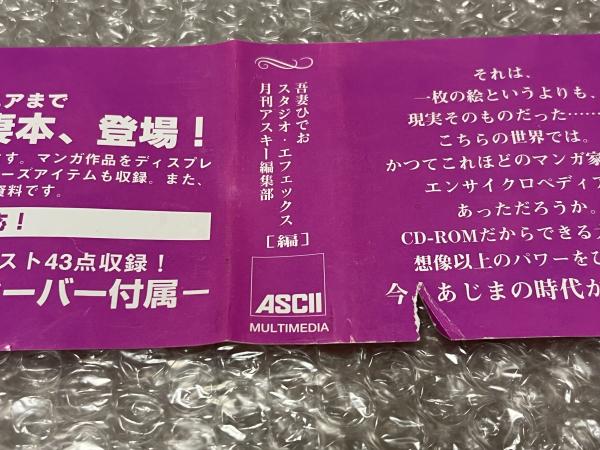 ュアまで
妻本、登場！
す。マンガ作品をディスプレ
ーズアイテムも収録。また、
資料です。
応！
スト43点収録！
ーバー付属ー
吾妻ひでお
スタジオ・エフェックス
月刊アスキー編集部
［編］
ASCII
MULTIMEDIA
それは、
一枚の絵というよりも、
現実そのものだった……
こちらの世界では。
かつてこれほどのマンガ家
エンサイクロペディア
あっただろうか。
CD-ROMだからできる
想像以上のパワーをひ
今、あじまの時代が